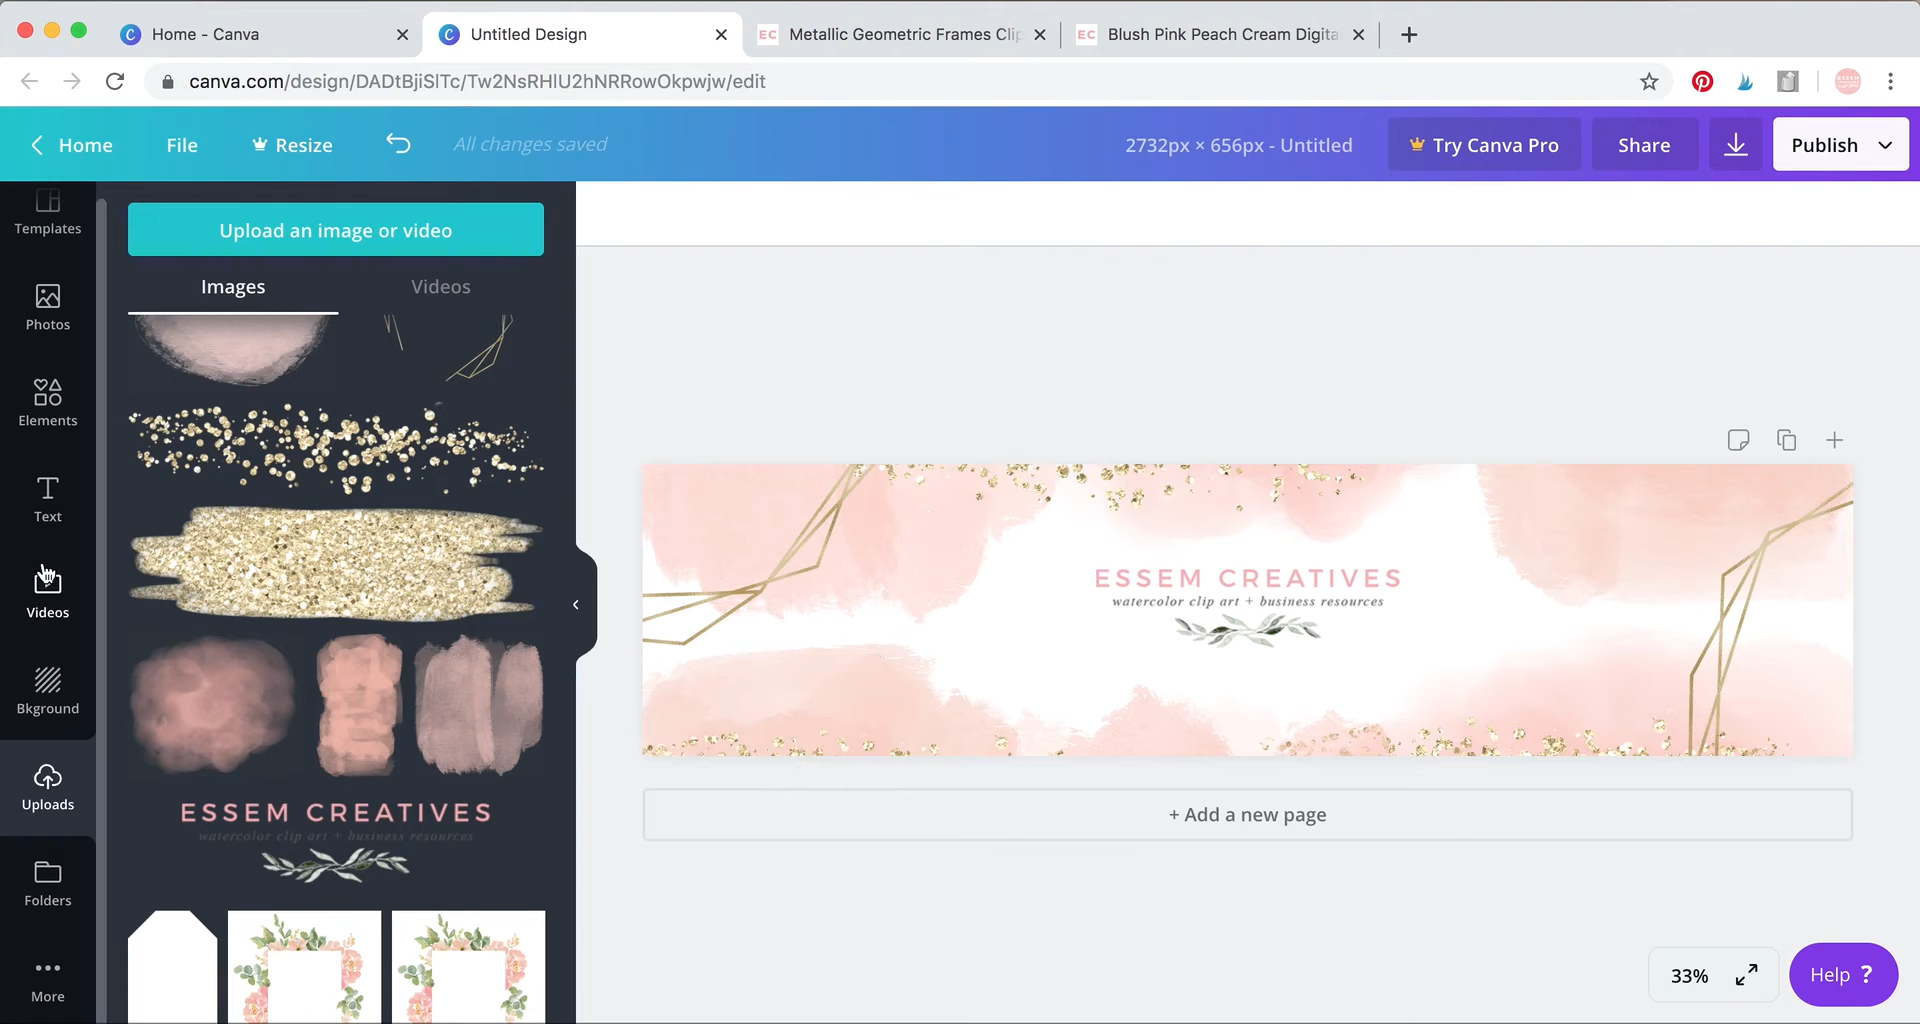 Home - Canva
Untitled Design
EC Metallic Geometric Frames Clip
EC Blush Pink Peach Cream Digita
canva.com/design/DADtBjiSlTc/Tw2NsRHlU2hNRRowOkpwjw/edit
Home
File
Resize
All changes saved
2732px × 656px - Untitled
Try Canva Pro
Share
Publish
Templates
Photos
Elements
Text
Videos
Bkground
Uploads
Folders
More
Upload an image or video
Images
Videos
ESSEM CREATIVES
watercolor clip art + business resources
ESSEM CREATIVES
watercolor clip art + business resources
+ Add a new page
33%
Help ?